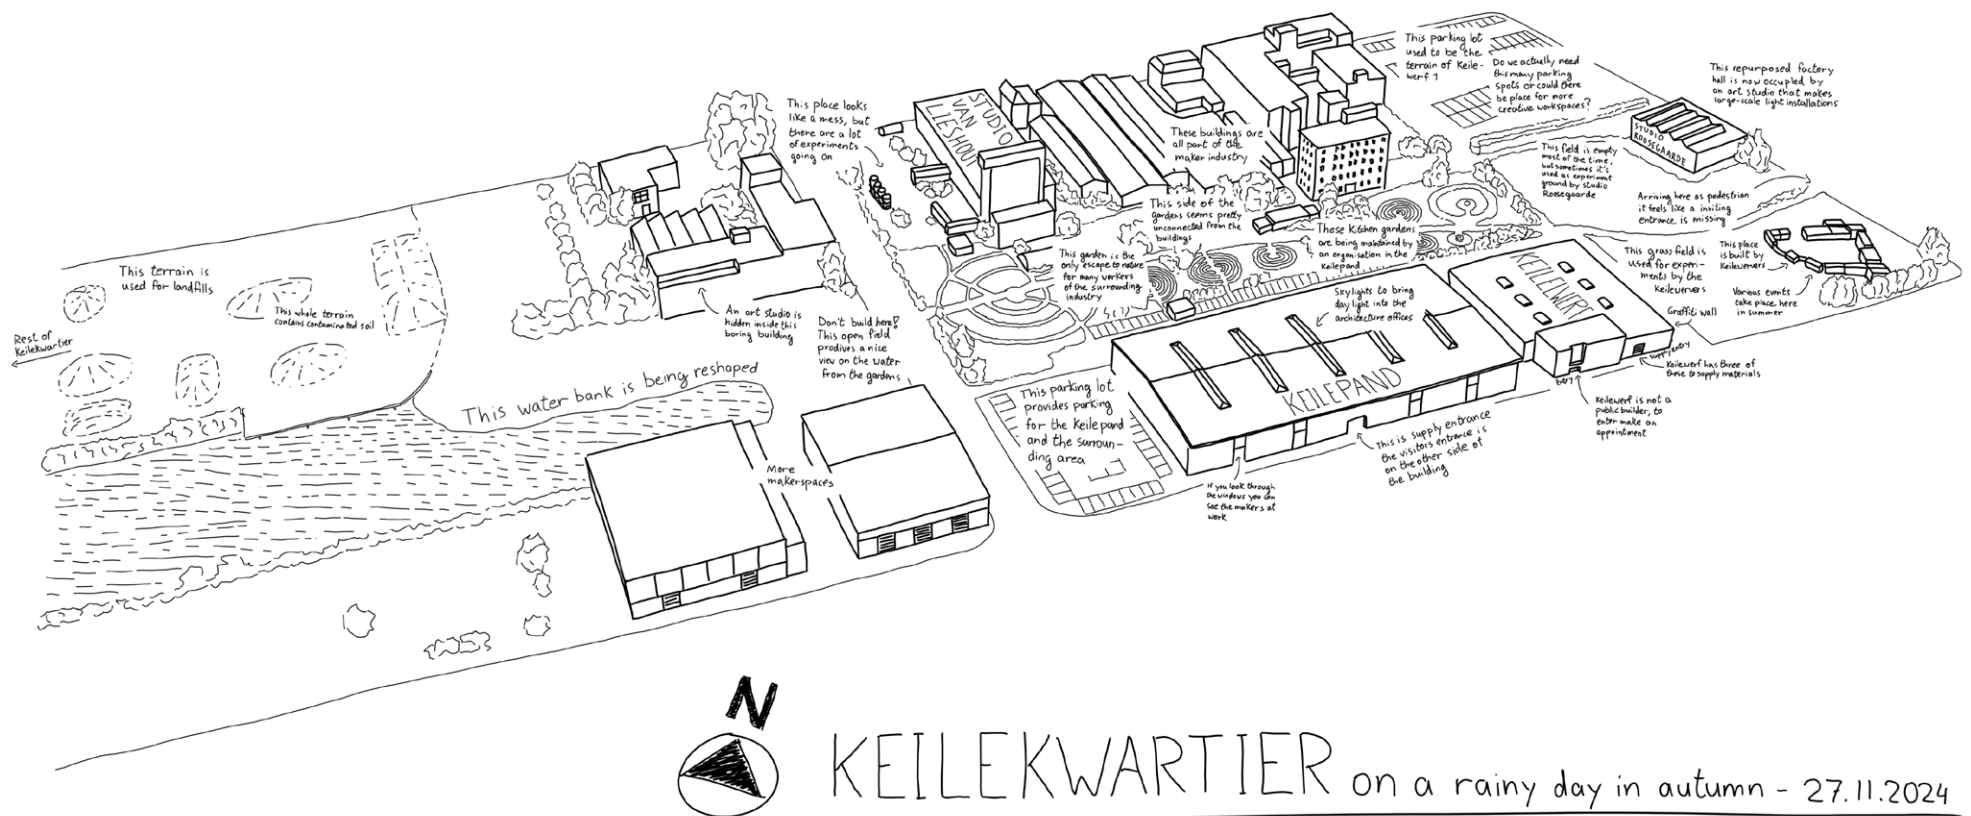 This place looks
like a mess, but
there are a lot
of experiments
going on
STUDIO
VAN
LIESHOUT
These buildings are
all part of the
maker industry
This parking lot
used to be the
terrain of Keile-
werf ?
Do we actually need
this many parking
spots or could there
be place for more
creative workspaces?
This repurposed factory
hall is now occupied by
an art studio that makes
large-scale light installations
STUDIO
ROOSEGAARDE
This field is empty
most of the time,
but sometimes it's
used as experiment
ground by studio
Roosegaarde
Arriving here as pedestrian
it feels like a inviting
entrance is missing
This side of the
gardens seems pretty
unconnected from the
buildings
These Kitchen gardens
are being maintained by
an organisation in the
Keilepand
This garden is the
only escape to nature
for many workers
of the surrounding
industry
This grass field is
used for experi-
ments by the
Keilewervers
This place
is built by
Keilewervers
Various events
take place here
in summer
Graffiti wall
This terrain is
used for landfills
This whole terrain
contains contaminated soil
Rest of
Keilekwartier
An art studio is
hidden inside this
boring building
Don't build here!
This open field
prodives a nice
view on the water
from the gardens
This water bank is being reshaped
More
makerspaces
This parking lot
provides parking
for the Keilepand
and the surroun-
ding area
Skylights to bring
day light into the
architecture offices
KEILEPAND
KEILEWERF
supply entry
Entry
Keilewerf has three of
these to supply materials
Keilewerf is not a
public builder, to
enter make an
appointment
This is supply entrance
the visitors entrance is
on the other side of
the building
If you look through
the windows you can
see the makers at
work
N
KEILEKWARTIER on a rainy day in autumn - 27.11.2024